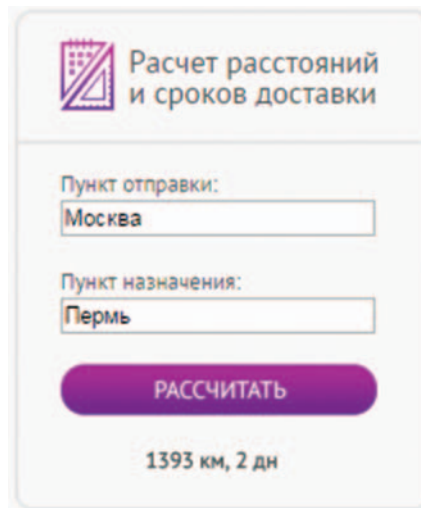 Расчет расстояний
и сроков доставки
Пункт отправки:
Москва
Пункт назначения:
Пермь
РАССЧИТАТЬ
1393 км, 2 дн